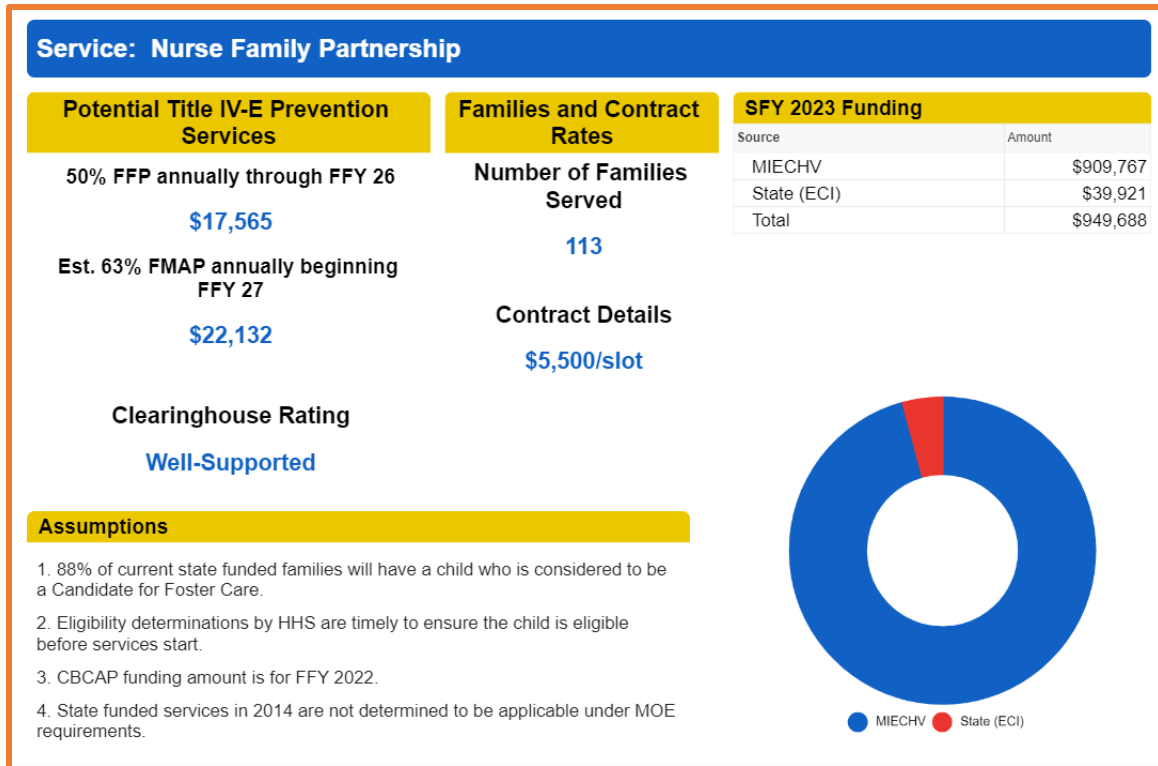 Service:  Nurse Family Partnership
Potential Title IV-E Prevention
Services
50% FFP annually through FFY 26
$17,565
Est. 63% FMAP annually beginning
FFY 27
$22,132
Clearinghouse Rating
Well-Supported
Families and Contract
Rates
Number of Families
Served
113
Contract Details
$5,500/slot
SFY 2023 Funding
Source Amount
MIECHV $909,767
State (ECI) $39,921
Total $949,688
Assumptions
1. 88% of current state funded families will have a child who is considered to be
a Candidate for Foster Care.
2. Eligibility determinations by HHS are timely to ensure the child is eligible
before services start.
3. CBCAP funding amount is for FFY 2022.
4. State funded services in 2014 are not determined to be applicable under MOE
requirements.
MIECHV State (ECI)